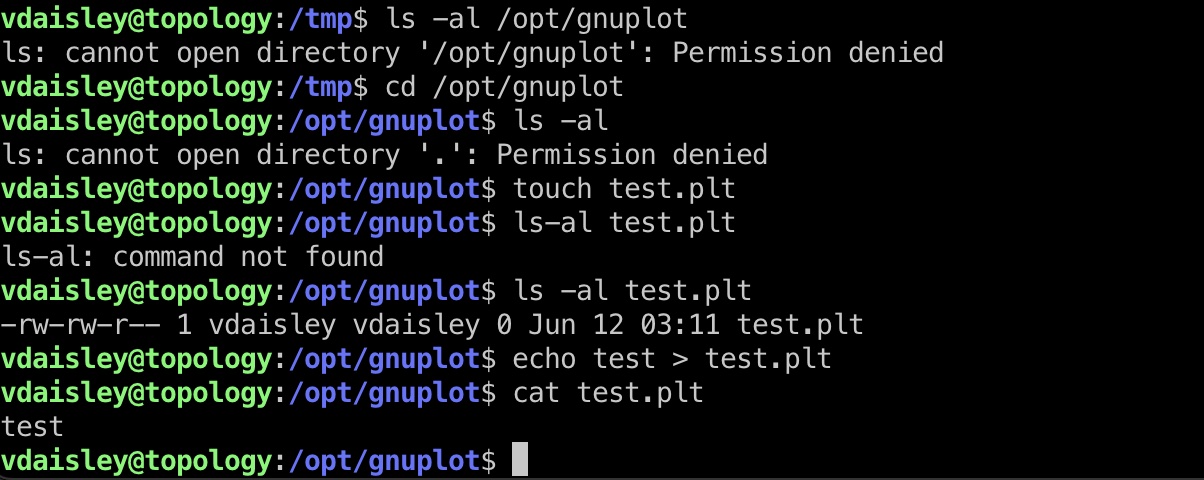 vdaisley@topology:/tmp$ ls -al /opt/gnuplot
ls: cannot open directory '/opt/gnuplot': Permission denied
vdaisley@topology:/tmp$ cd /opt/gnuplot
vdaisley@topology:/opt/gnuplot$ ls -al
ls: cannot open directory '.': Permission denied
vdaisley@topology:/opt/gnuplot$ touch test.plt
vdaisley@topology:/opt/gnuplot$ ls-al test.plt
ls-al: command not found
vdaisley@topology:/opt/gnuplot$ ls -al test.plt
-rw-rw-r-- 1 vdaisley vdaisley 0 Jun 12 03:11 test.plt
vdaisley@topology:/opt/gnuplot$ echo test > test.plt
vdaisley@topology:/opt/gnuplot$ cat test.plt
test
vdaisley@topology:/opt/gnuplot$